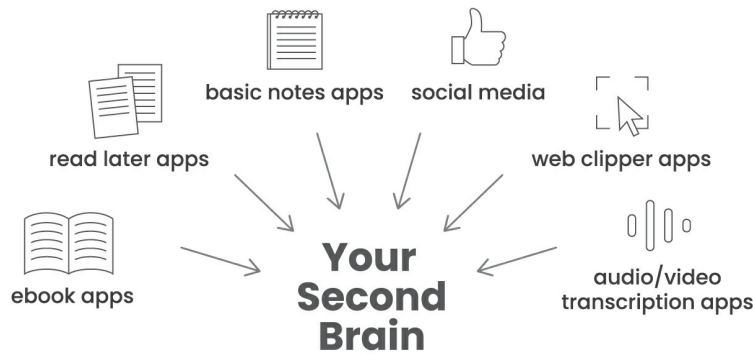 basic notes apps
social media
read later apps
web clipper apps
ebook apps
audio/video
transcription apps
Your
Second
Brain